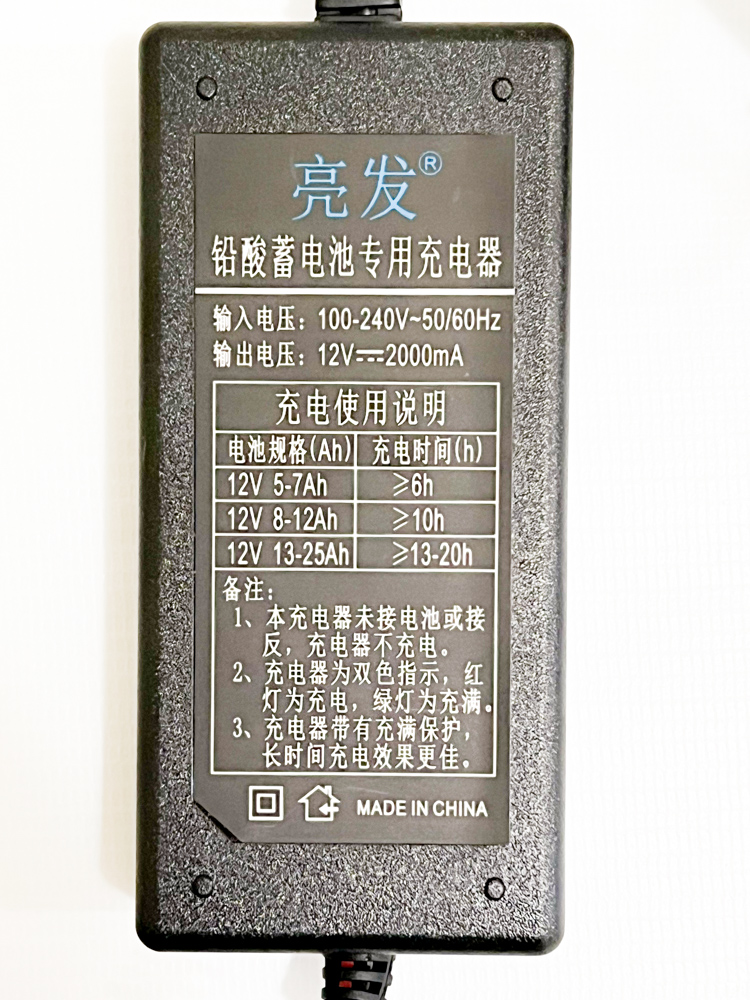 亮发®
铅酸蓄电池专用充电器
输入电压：100-240V~50/60Hz
输出电压：12V⎓2000mA
充电使用说明
电池规格(Ah) 充电时间(h)
12V 5-7Ah ≥6h
12V 8-12Ah ≥10h
12V 13-25Ah ≥13-20h
备注：
1、本充电器未接电池或接
反，充电器不充电。
2、充电器为双色指示，红
灯为充电，绿灯为充满。
3、充电器带有充满保护，
长时间充电效果更佳。
MADE IN CHINA